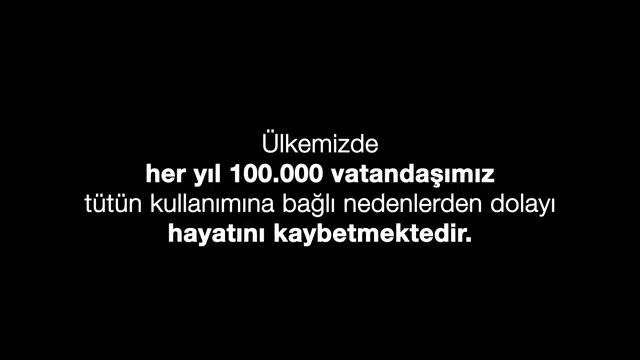 Ülkemizde
her yıl 100.000 vatandaşımız
tütün kullanımına bağlı nedenlerden dolayı
hayatını kaybetmektedir.